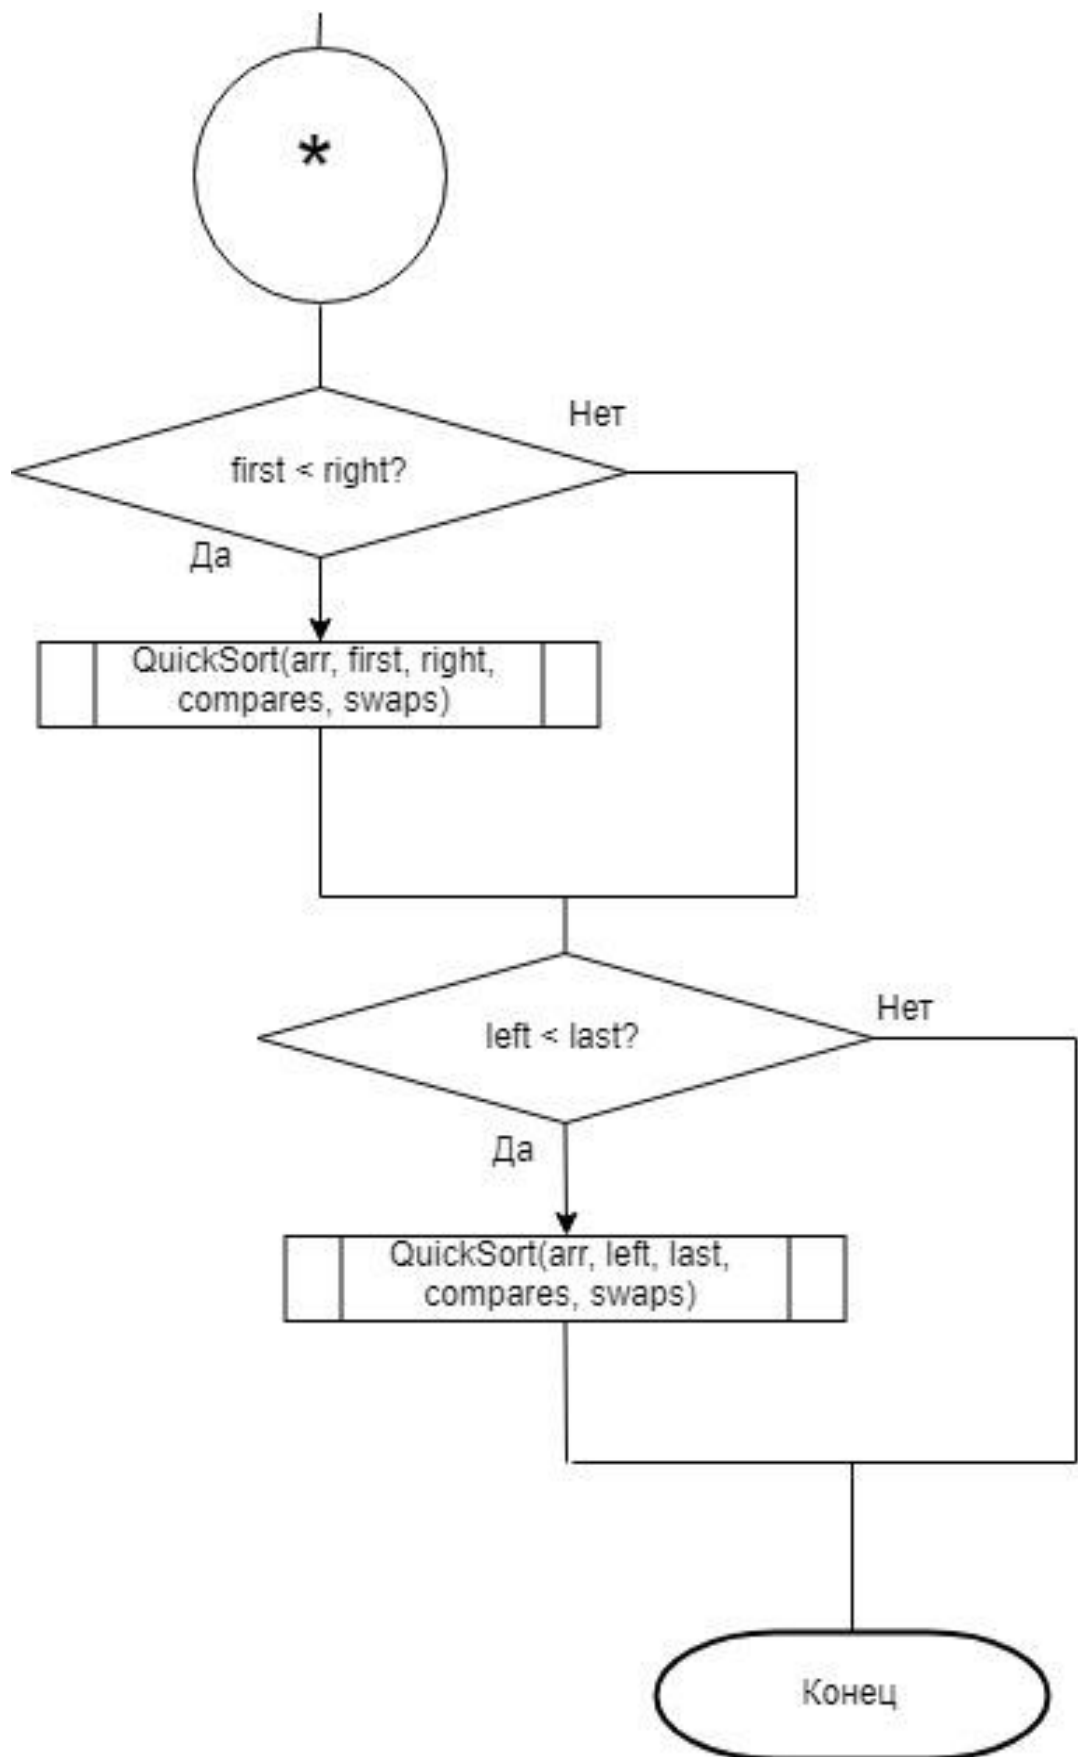 *
Нет
first < right?
Да
QuickSort(arr, first, right,
compares, swaps)
Нет
left < last?
Да
QuickSort(arr, left, last,
compares, swaps)
Конец